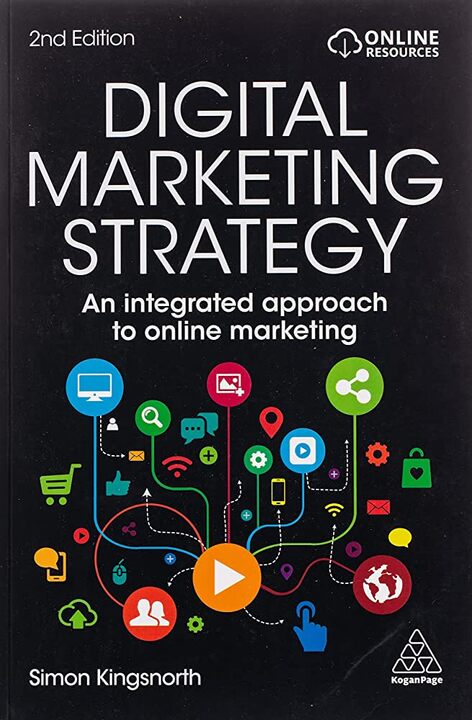 2nd Edition
ONLINE
RESOURCES
DIGITAL
MARKETING
STRATEGY
An integrated approach
to online marketing
Simon Kingsnorth
KoganPage